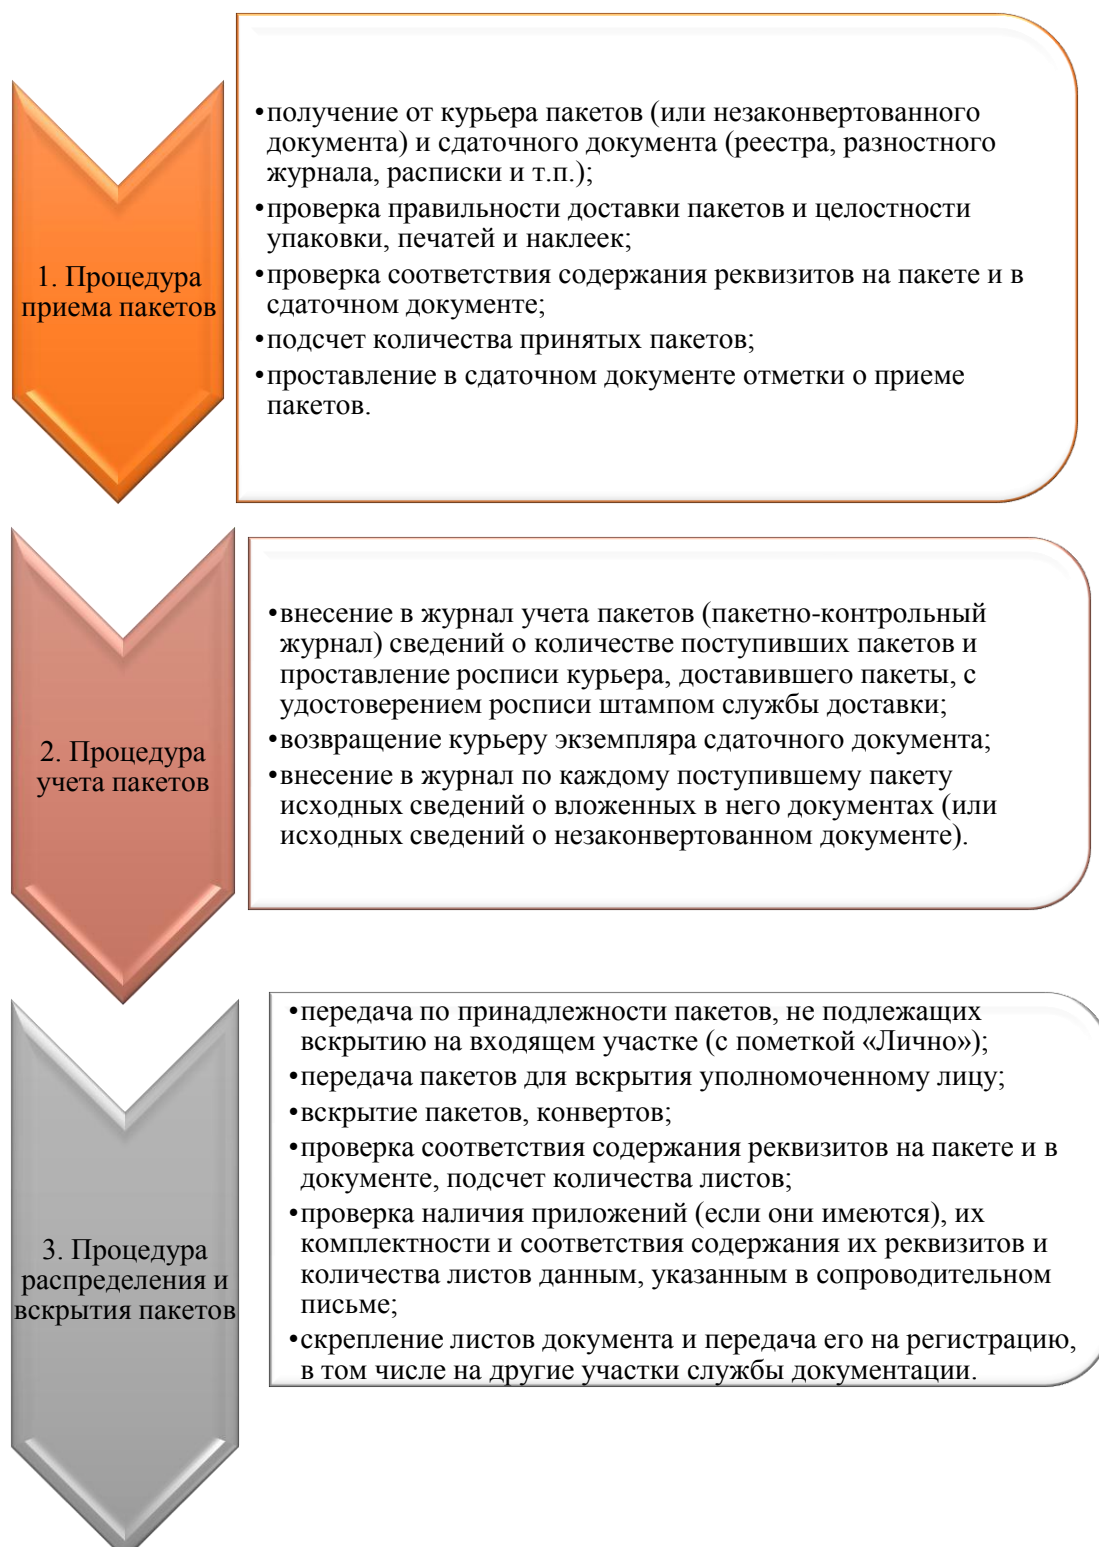 1. Процедура
приема пакетов
•получение от курьера пакетов (или незаконвертованного
документа) и сдаточного документа (реестра, разностного
журнала, расписки и т.п.);
•проверка правильности доставки пакетов и целостности
упаковки, печатей и наклеек;
•проверка соответствия содержания реквизитов на пакете и в
сдаточном документе;
•подсчет количества принятых пакетов;
•проставление в сдаточном документе отметки о приеме
пакетов.
2. Процедура
учета пакетов
•внесение в журнал учета пакетов (пакетно-контрольный
журнал) сведений о количестве поступивших пакетов и
проставление росписи курьера, доставившего пакеты, с
удостоверением росписи штампом службы доставки;
•возвращение курьеру экземпляра сдаточного документа;
•внесение в журнал по каждому поступившему пакету
исходных сведений о вложенных в него документах (или
исходных сведений о незаконвертованном документе).
3. Процедура
распределения и
вскрытия пакетов
•передача по принадлежности пакетов, не подлежащих
вскрытию на входящем участке (с пометкой «Лично»);
•передача пакетов для вскрытия уполномоченному лицу;
•вскрытие пакетов, конвертов;
•проверка соответствия содержания реквизитов на пакете и в
документе, подсчет количества листов;
•проверка наличия приложений (если они имеются), их
комплектности и соответствия содержания их реквизитов и
количества листов данным, указанным в сопроводительном
письме;
•скрепление листов документа и передача его на регистрацию,
в том числе на другие участки службы документации.